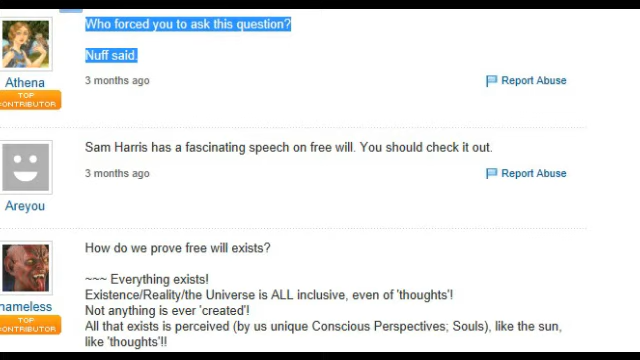 Who forced you to ask this question?
Nuff said.
3 months ago
Report Abuse
Athena
TOP
CONTRIBUTOR
Sam Harris has a fascinating speech on free will. You should check it out.
3 months ago
Report Abuse
Areyou
How do we prove free will exists?
~~~ Everything exists!
Existence/Reality/the Universe is ALL inclusive, even of 'thoughts'!
Not anything is ever 'created'!
All that exists is perceived (by us unique Conscious Perspectives; Souls), like the sun,
like 'thoughts'!!
nameless
TOP
CONTRIBUTOR